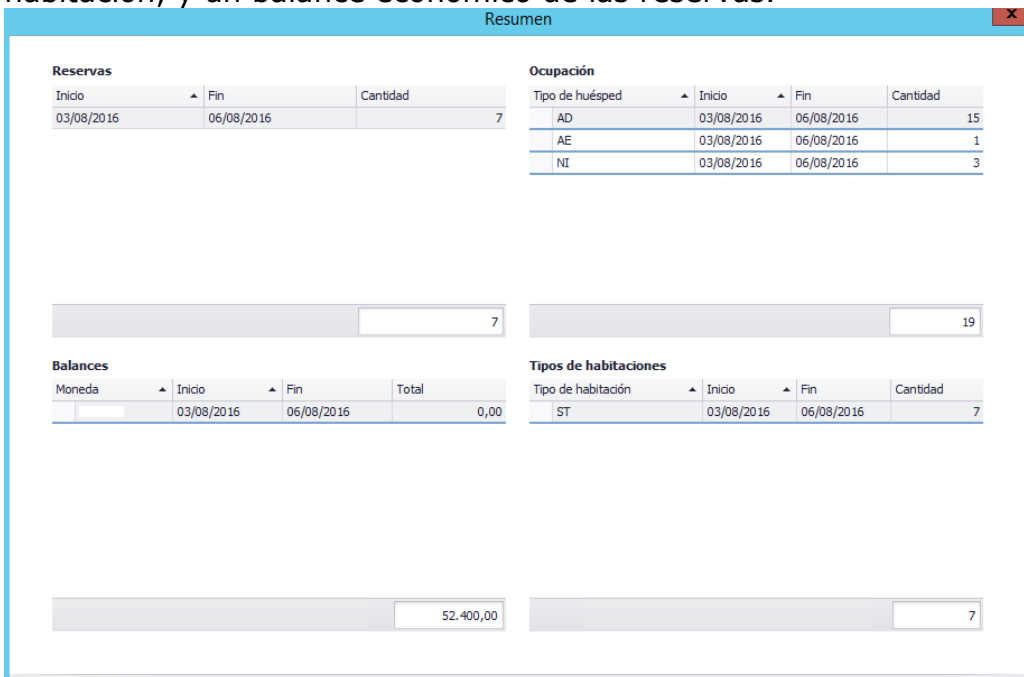 habitación, y un balance económico de las reservas.
Resumen
x
Reservas
Inicio Fin Cantidad
03/08/2016 06/08/2016 7
7
Ocupación
Tipo de huésped Inicio Fin Cantidad
AD 03/08/2016 06/08/2016 15
AE 03/08/2016 06/08/2016 1
NI 03/08/2016 06/08/2016 3
19
Balances
Moneda Inicio Fin Total
03/08/2016 06/08/2016 0,00
52.400,00
Tipos de habitaciones
Tipo de habitación Inicio Fin Cantidad
ST 03/08/2016 06/08/2016 7
7